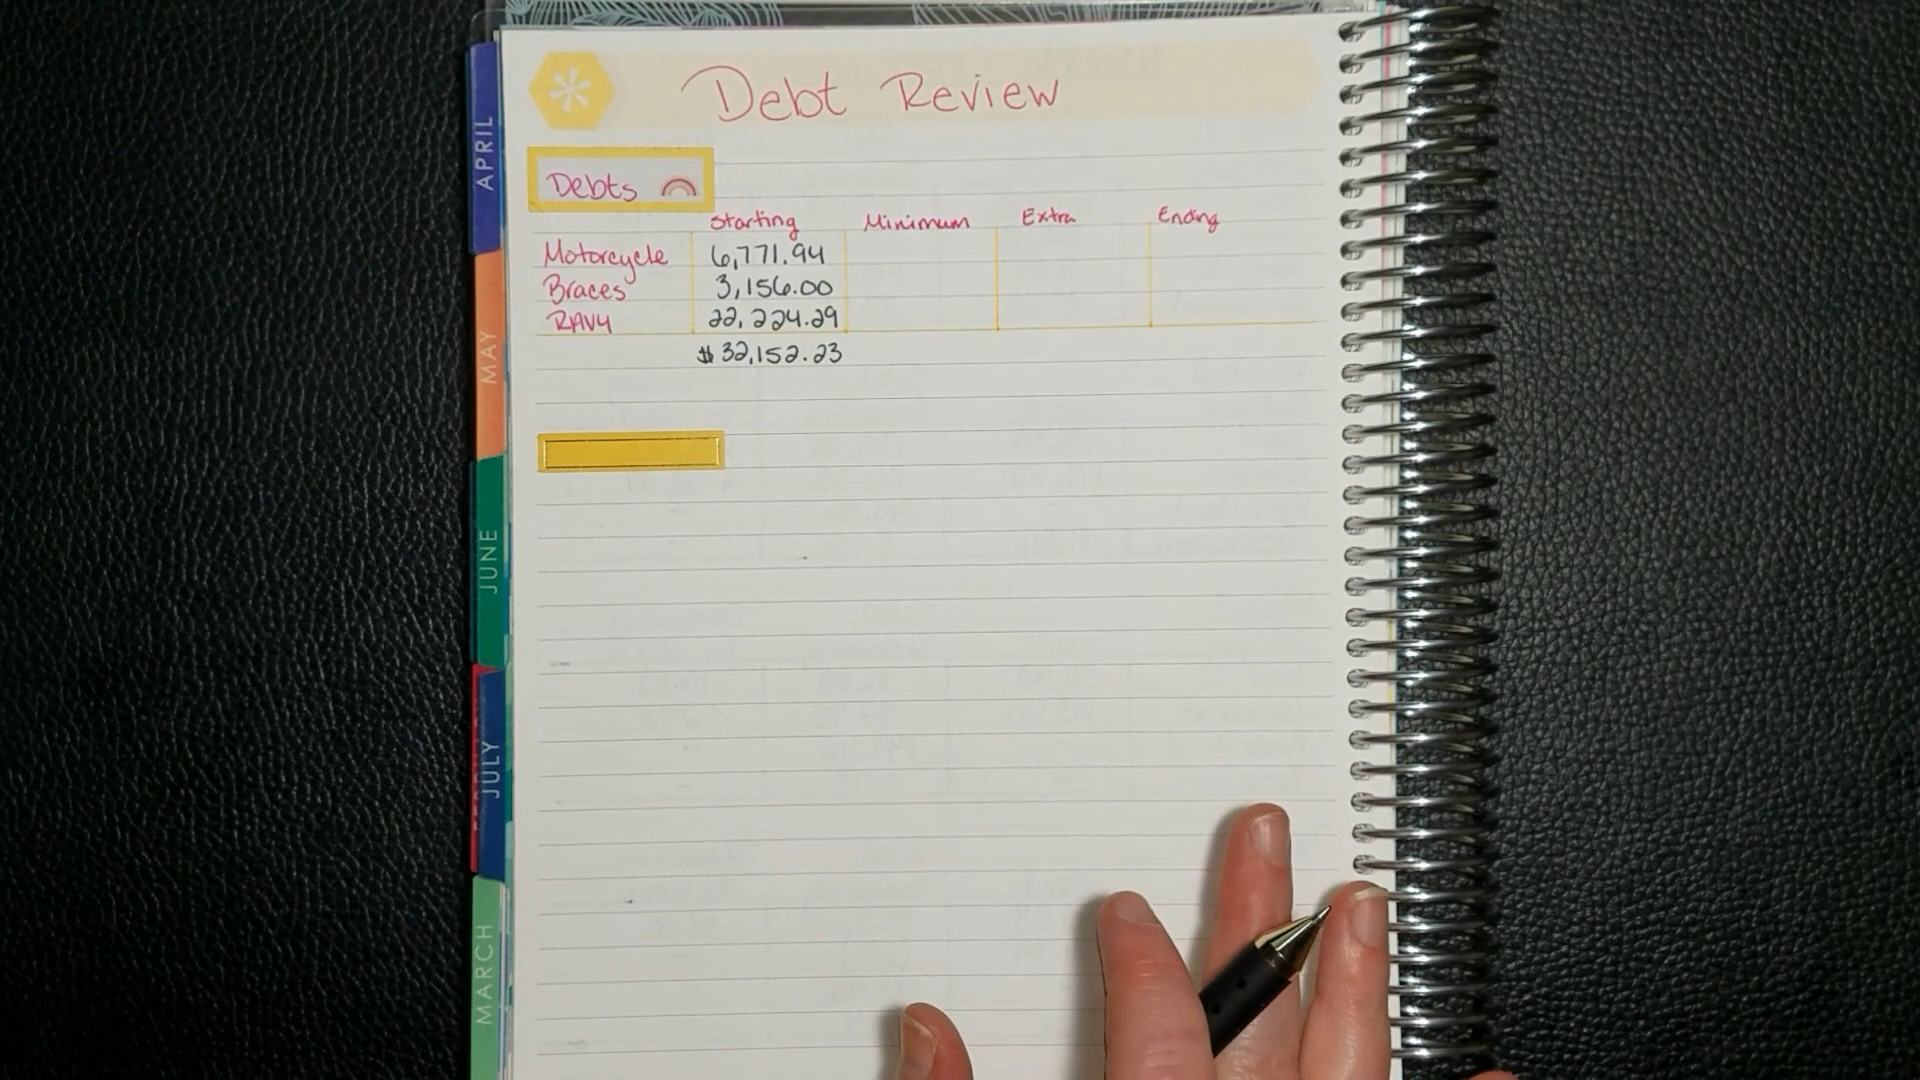 Debt Review
Debts
Starting Minimum Extra Ending
Motorcycle 6,771.94
Braces 3,156.00
RAV4 22,224.29
$ 32,152.23
APRIL
MAY
JUNE
JULY
MARCH